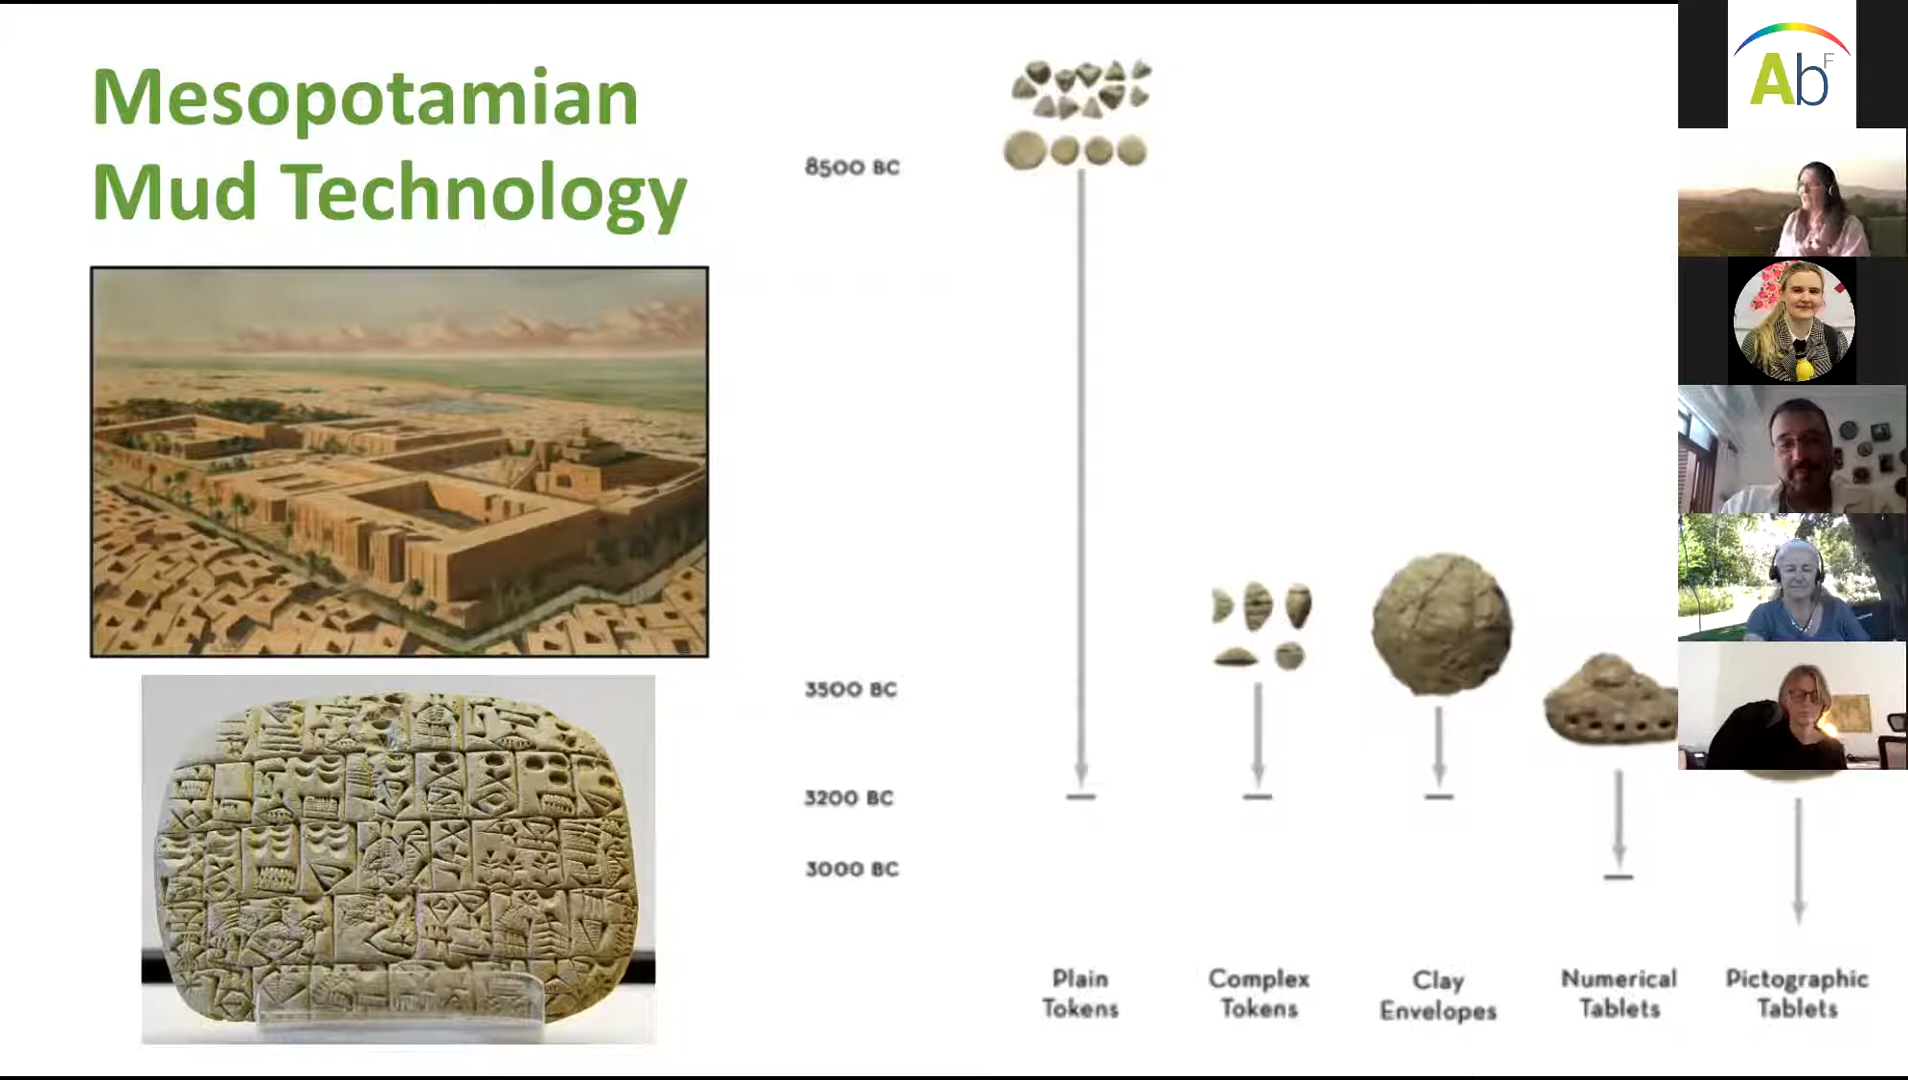 Mesopotamian
Mud Technology
8500 BC
3500 BC
3200 BC
3000 BC
Plain
Tokens
Complex
Tokens
Clay
Envelopes
Numerical
Tablets
Pictographic
Tablets
AbF